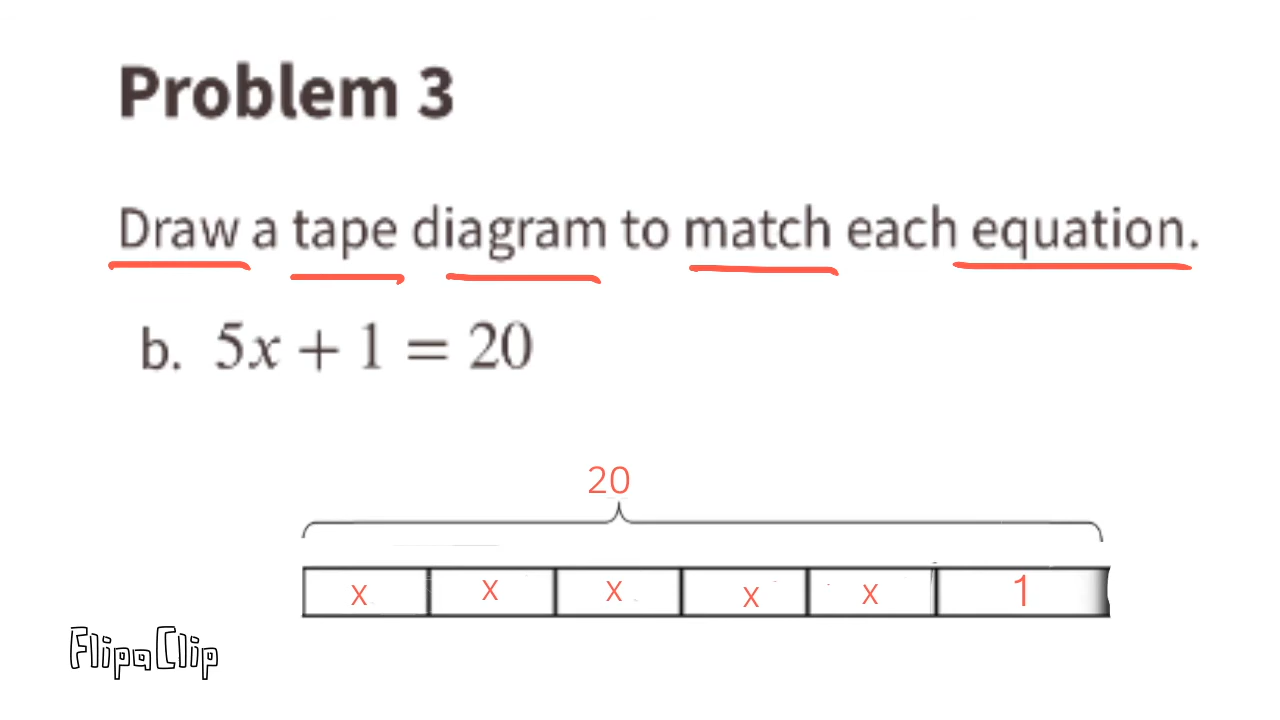 Problem 3
Draw a tape diagram to match each equation.
b. 5x + 1 = 20
20
x x x x x 1
FlipaClip